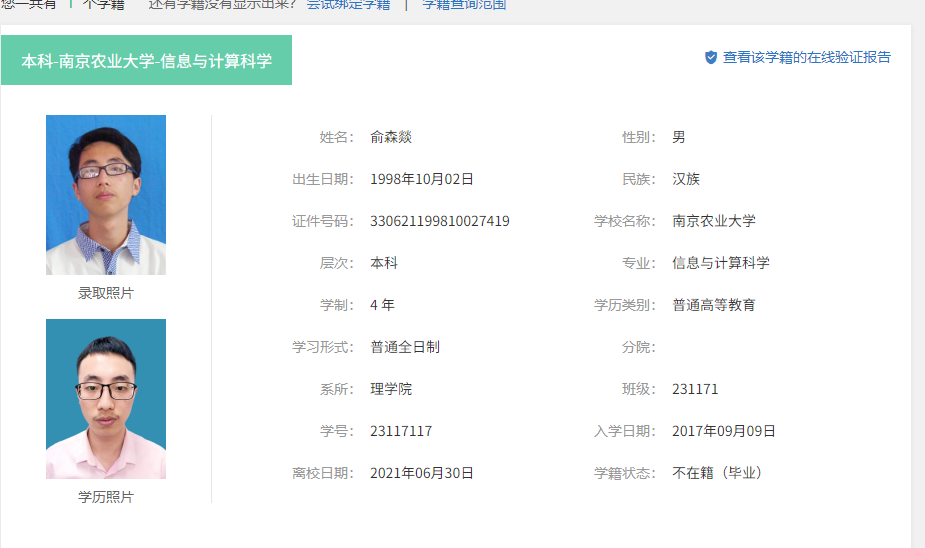 您一共有 1 个学籍 还有学籍没有显示出来？ 尝试绑定学籍 | 学籍查询范围
本科-南京农业大学-信息与计算科学
查看该学籍的在线验证报告
姓名： 俞森燚 性别： 男
出生日期： 1998年10月02日 民族： 汉族
证件号码： 330621199810027419 学校名称： 南京农业大学
层次： 本科 专业： 信息与计算科学
录取照片
学制： 4 年 学历类别： 普通高等教育
学习形式： 普通全日制 分院：
系所： 理学院 班级： 231171
学号： 23117117 入学日期： 2017年09月09日
离校日期： 2021年06月30日 学籍状态： 不在籍（毕业）
学历照片